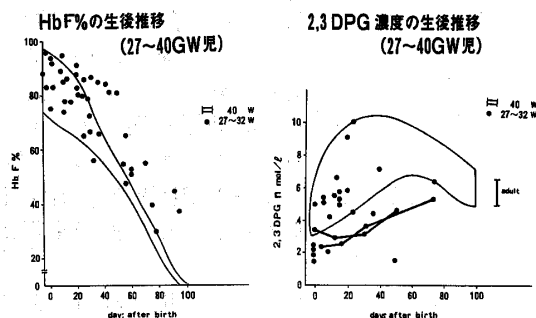 Hb F%の生後推移
(27～40GW児)
100
80
60
40
20
0
Hb F %
II 40 W
● 27～32 W
0 20 40 60 80 100
day: after birth
2,3 DPG 濃度の生後推移
(27～40GW児)
10
8
6
4
2
0
2,3 DPG n mol/ℓ
II 40 W
● 27～32 W
adult
0 20 40 60 80 100
day: after birth